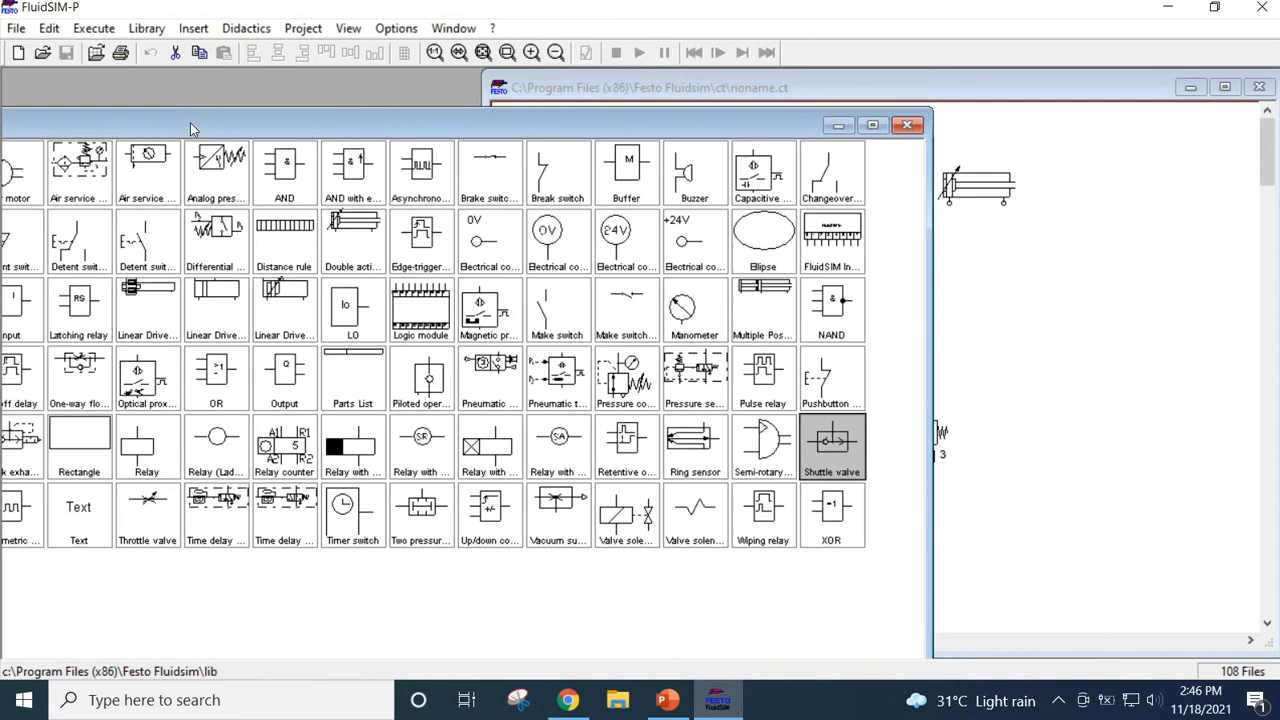 FluidSIM-P
File Edit Execute Library Insert Didactics Project View Options Window ?
C:\Program Files (x86)\Festo Fluidsim\ct\noname.ct
motor Air service ... Air service ... Analog pres... AND AND with e... Asynchrono... Brake switc... Break switch Buffer Buzzer Capacitive ... Changeover...
Detent swit... Detent swit... Differential ... Distance rule Double acti... Edge-trigger... Electrical co... Electrical co... Electrical co... Electrical co... Ellipse FluidSIM In...
nput Latching relay Linear Drive... Linear Drive... Linear Drive... LO Logic module Magnetic pr... Make switch Make switch... Manometer Multiple Pos... NAND
off delay One-way flo... Optical prox... OR Output Parts List Piloted oper... Pneumatic ... Pneumatic t... Pressure co... Pressure se... Pulse relay Pushbutton ...
k exha... Rectangle Relay Relay (Lad... Relay counter Relay with ... Relay with ... Relay with ... Relay with ... Retentive o... Ring sensor Semi-rotary... Shuttle valve
3
metric ... Text Throttle valve Time delay ... Time delay ... Timer switch Two pressur... Up/down co... Vacuum su... Valve sole... Valve solen... Wiping relay XOR
c:\Program Files (x86)\Festo Fluidsim\lib 108 Files
Type here to search 31°C Light rain 2:46 PM
11/18/2021